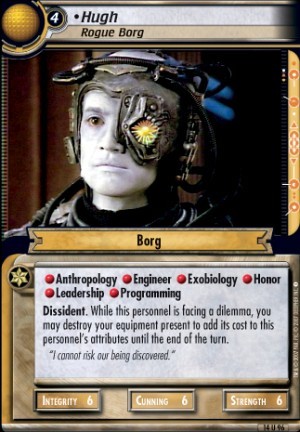 4
•Hugh
Rogue Borg
Borg
Anthropology Engineer Exobiology Honor
Leadership Programming
Dissident. While this personnel is facing a dilemma, you
may destroy your equipment present to add its cost to this
personnel's attributes until the end of the turn.
"I cannot risk our being discovered."
INTEGRITY 6 CUNNING 6 STRENGTH 6
14 U 96